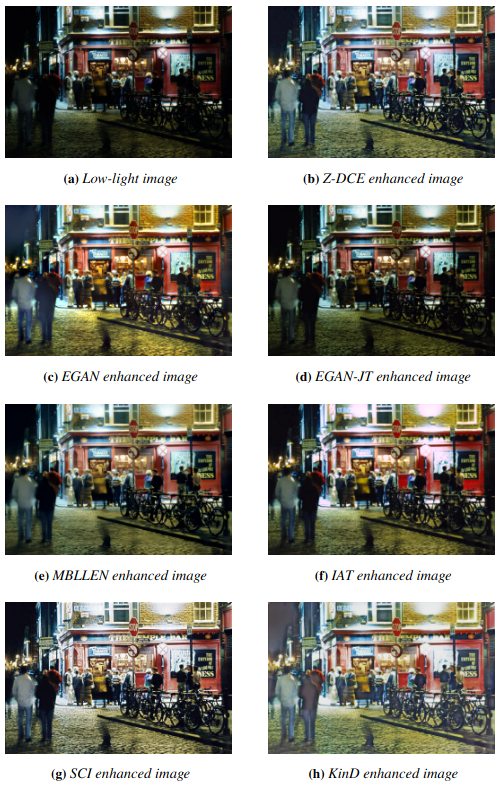 (a) Low-light image
(b) Z-DCE enhanced image
(c) EGAN enhanced image
(d) EGAN-JT enhanced image
(e) MBLLEN enhanced image
(f) IAT enhanced image
(g) SCI enhanced image
(h) KinD enhanced image